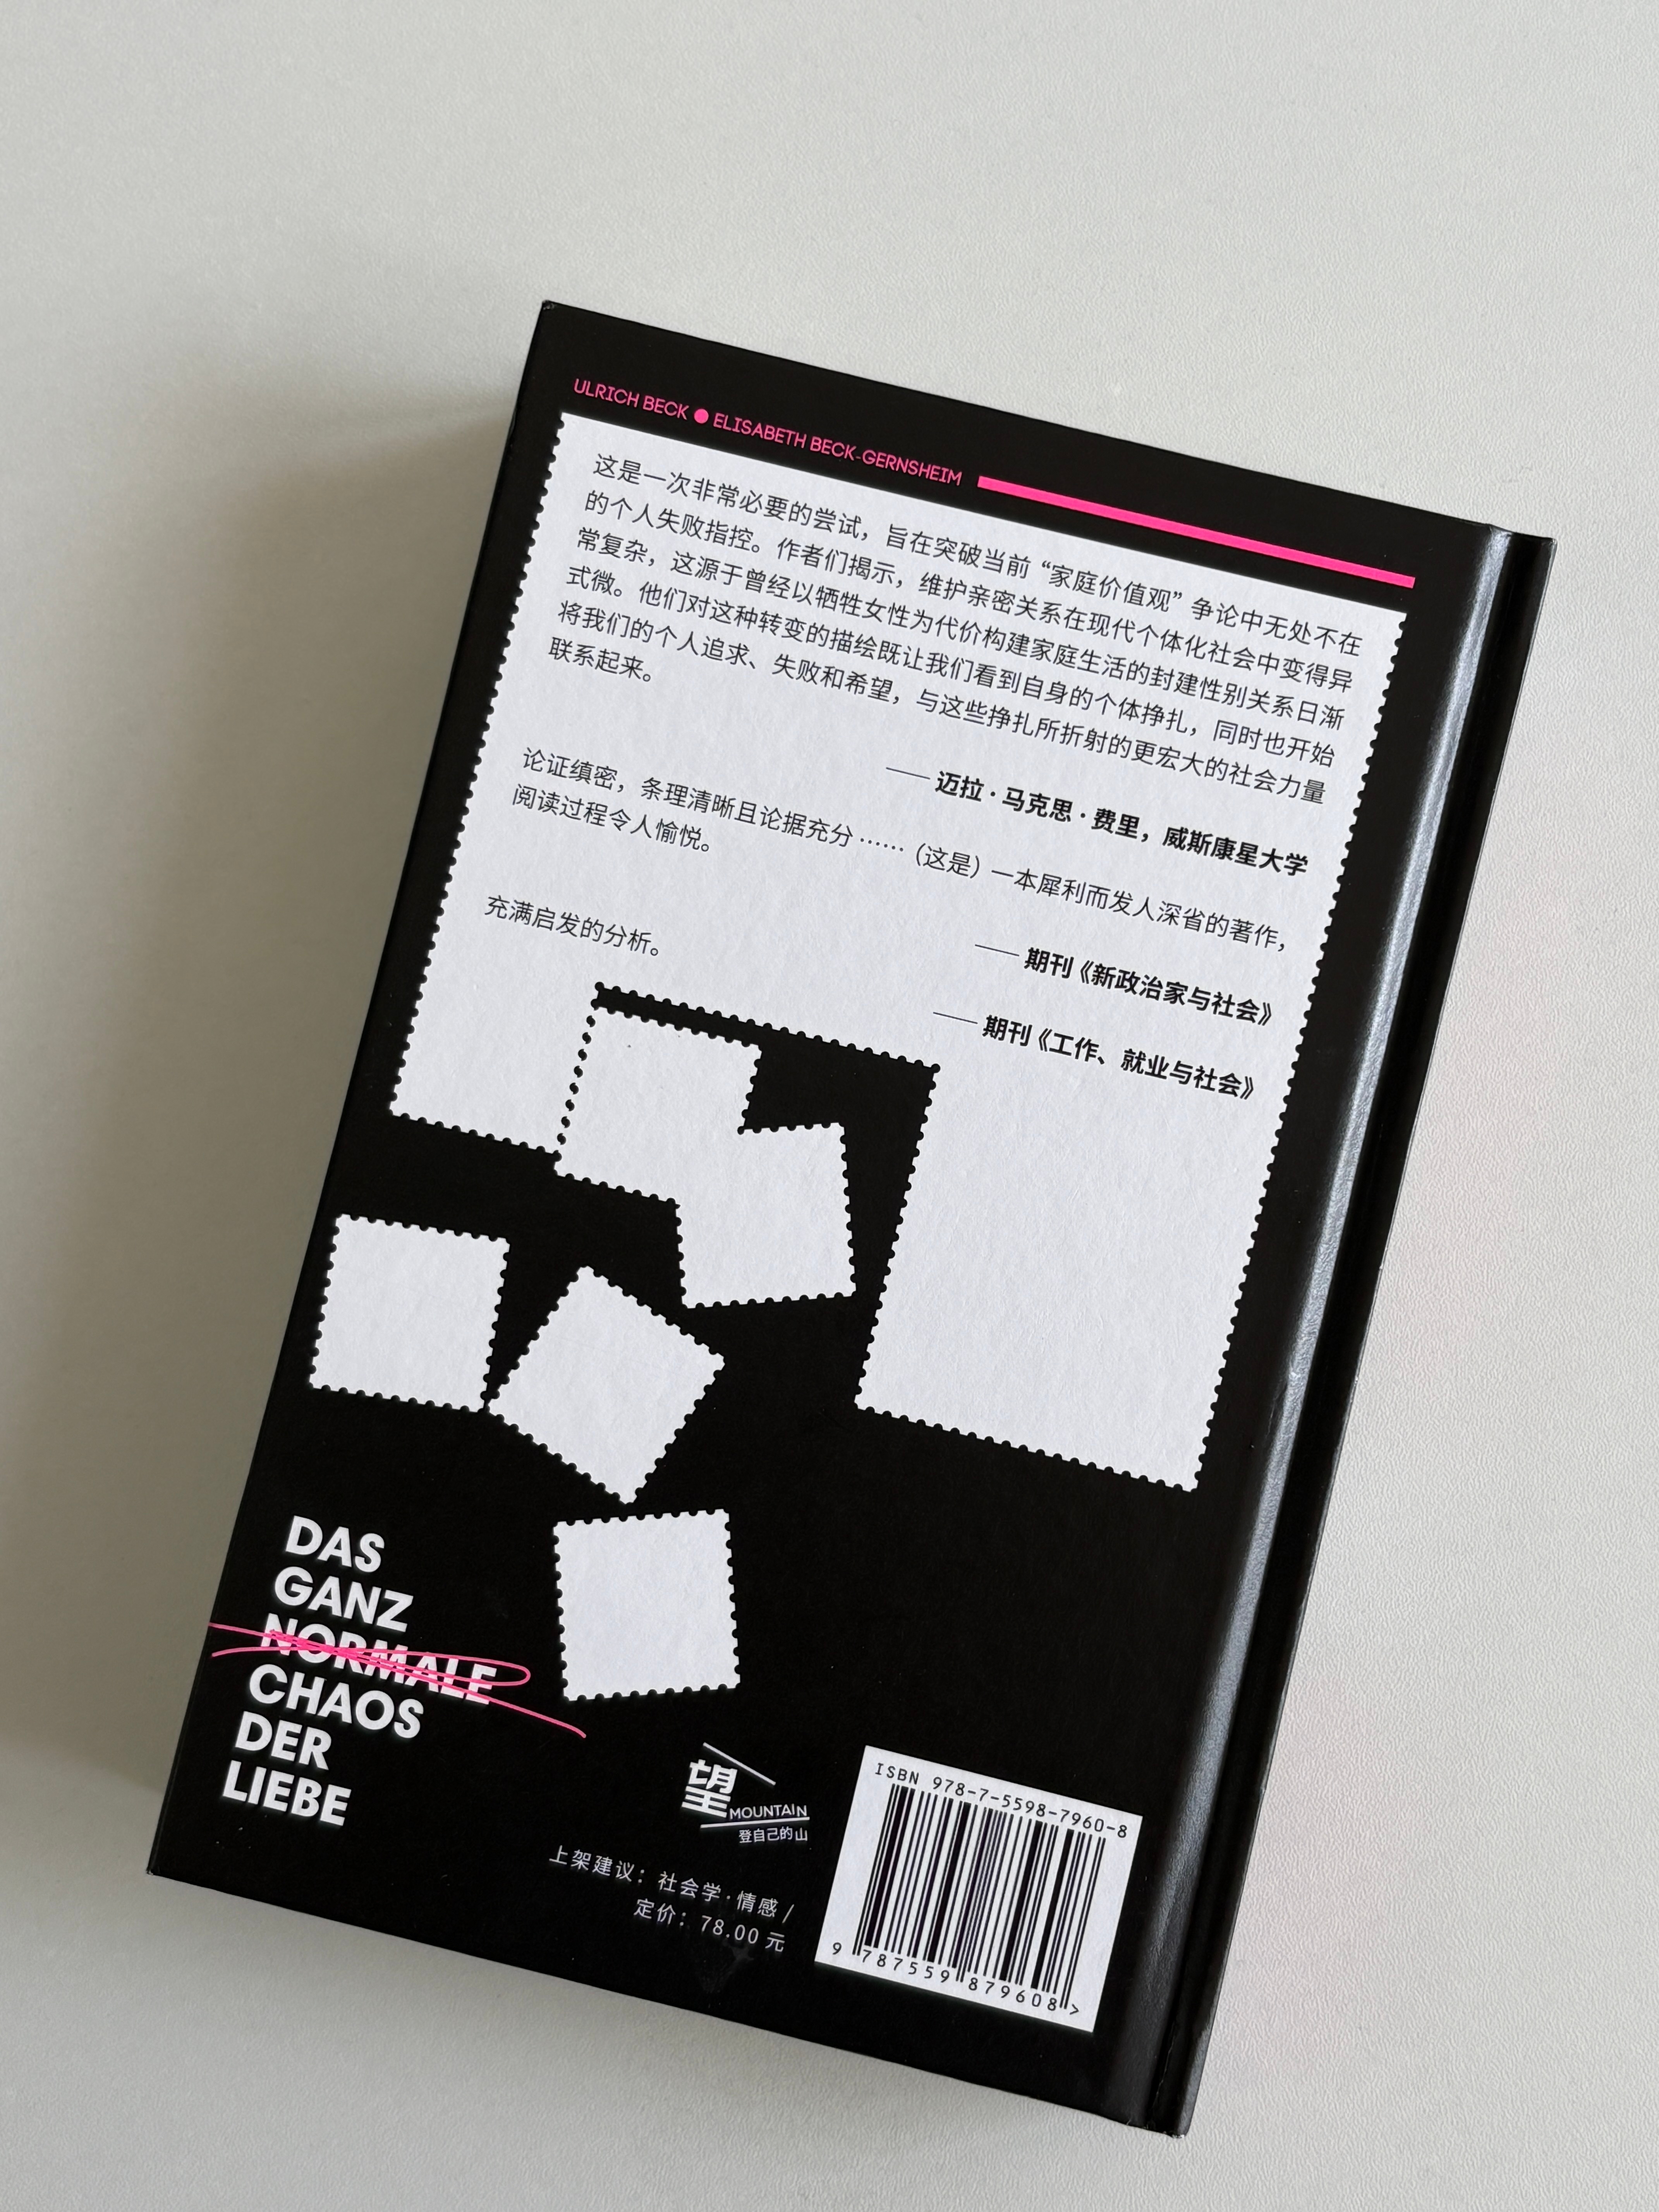 ULRICH BECK ● ELISABETH BECK-GERNSHEIM
这是一次非常必要的尝试，旨在突破当前“家庭价值观”争论中无处不在
的个人失败指控。作者们揭示，维护亲密关系在现代个体化社会中变得异
常复杂，这源于曾经以牺牲女性为代价构建家庭生活的封建性别关系日渐
式微。他们对这种转变的描绘既让我们看到自身的个体挣扎，同时也开始
将我们的个人追求、失败和希望，与这些挣扎所折射的更宏大的社会力量
联系起来。
—— 迈拉·马克思·费里，威斯康星大学
论证缜密，条理清晰且论据充分……（这是）一本犀利而发人深省的著作，
阅读过程令人愉悦。
—— 期刊《新政治家与社会》
充满启发的分析。
—— 期刊《工作、就业与社会》
DAS
GANZ
NORMALE
CHAOS
DER
LIEBE
望
MOUNTAIN
登自己的山
上架建议：社会学·情感 /
定价：78.00 元
ISBN 978-7-5598-7960-8
9 787559 879608 >